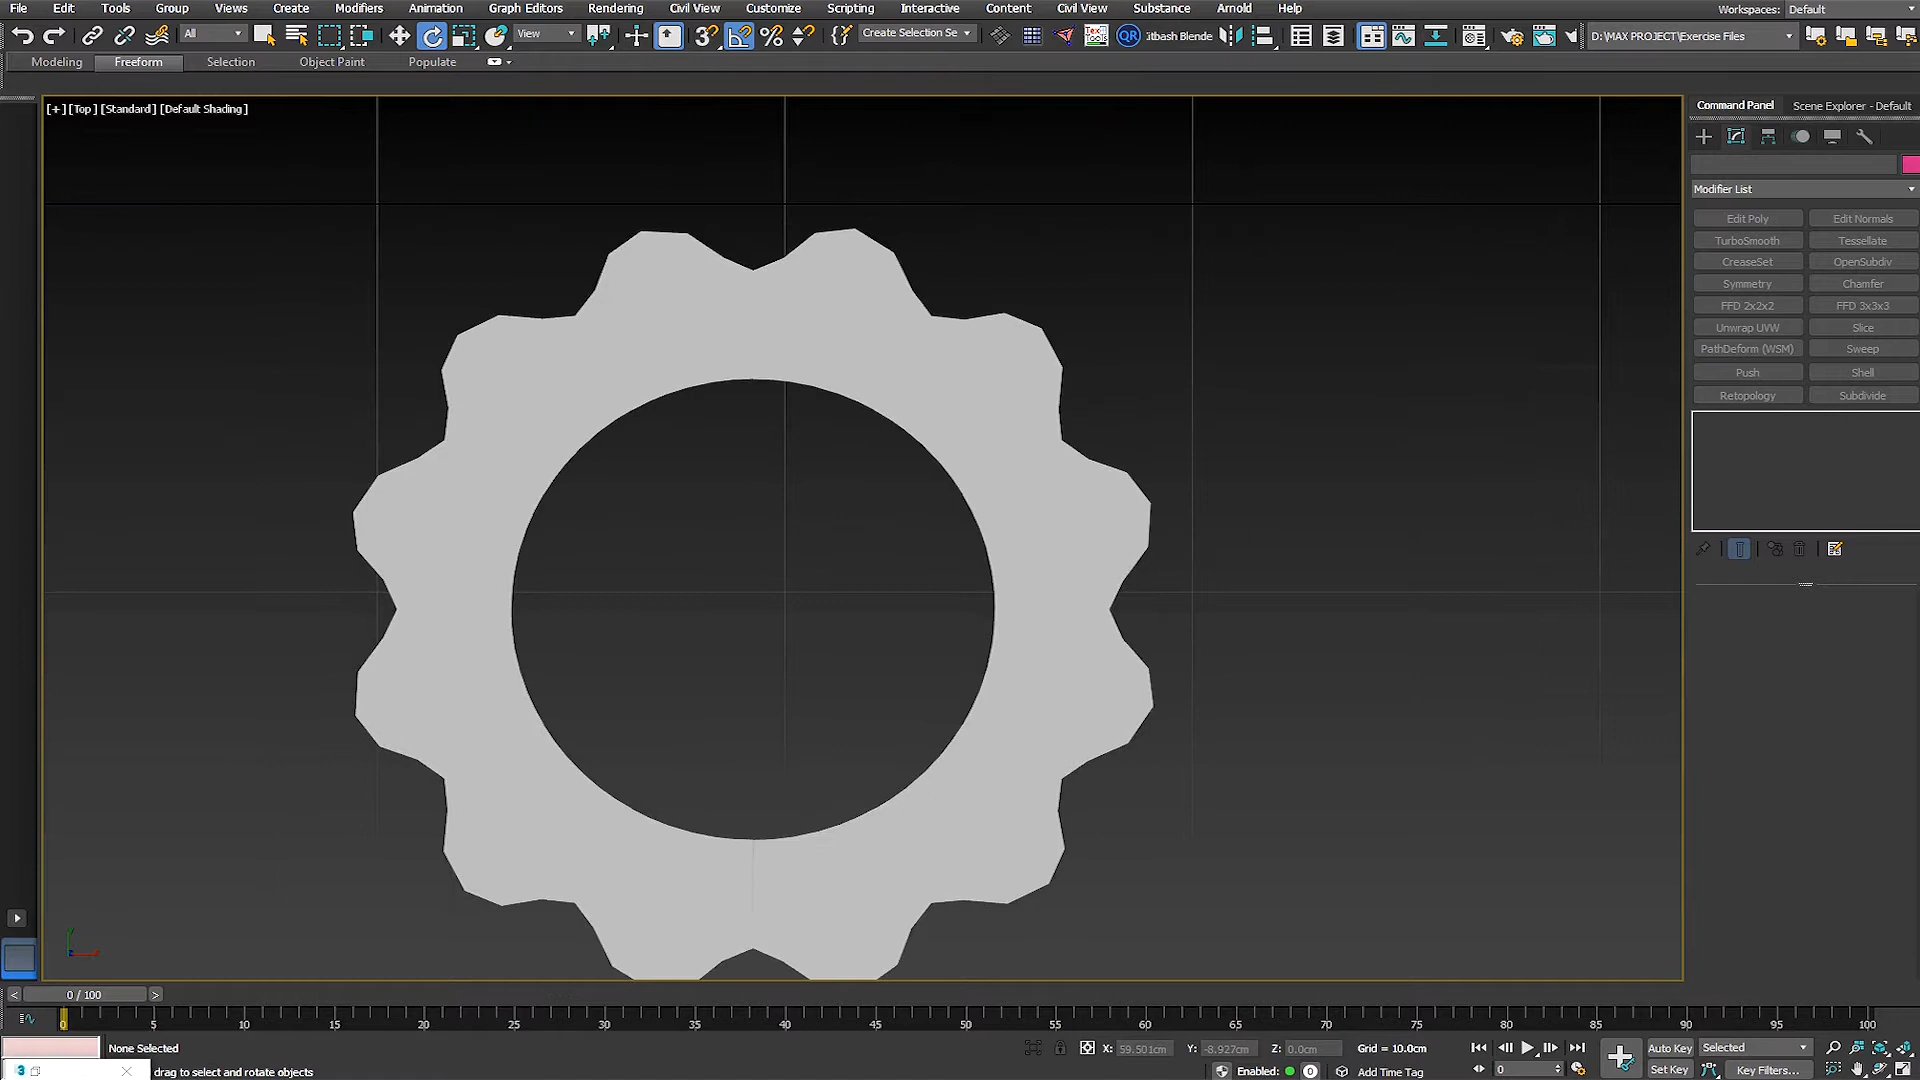 File Edit Tools Group Views Create Modifiers Animation Graph Editors Rendering Civil View Customize Scripting Interactive Content Civil View Substance Arnold Help Workspaces: Default
All View 3 Create Selection Se QR Jtbash Blende D:\MAX PROJECT\Exercise Files
Modeling Freeform Selection Object Paint Populate
[+] [Top] [Standard] [Default Shading]
Command Panel Scene Explorer - Default
Modifier List
Edit Poly Edit Normals
TurboSmooth Tessellate
CreaseSet OpenSubdiv
Symmetry Chamfer
FFD 2x2x2 FFD 3x3x3
Unwrap UVW Slice
PathDeform (WSM) Sweep
Push Shell
Retopology Subdivide
< 0 / 100 >
0 5 10 15 20 25 30 35 40 45 50 55 60 65 70 75 80 85 90 95 100
None Selected X: 59.501cm Y: -8.927cm Z: 0.0cm Grid = 10.0cm Auto Key Selected
3 drag to select and rotate objects Enabled: 0 Add Time Tag 0 Set Key Key Filters...